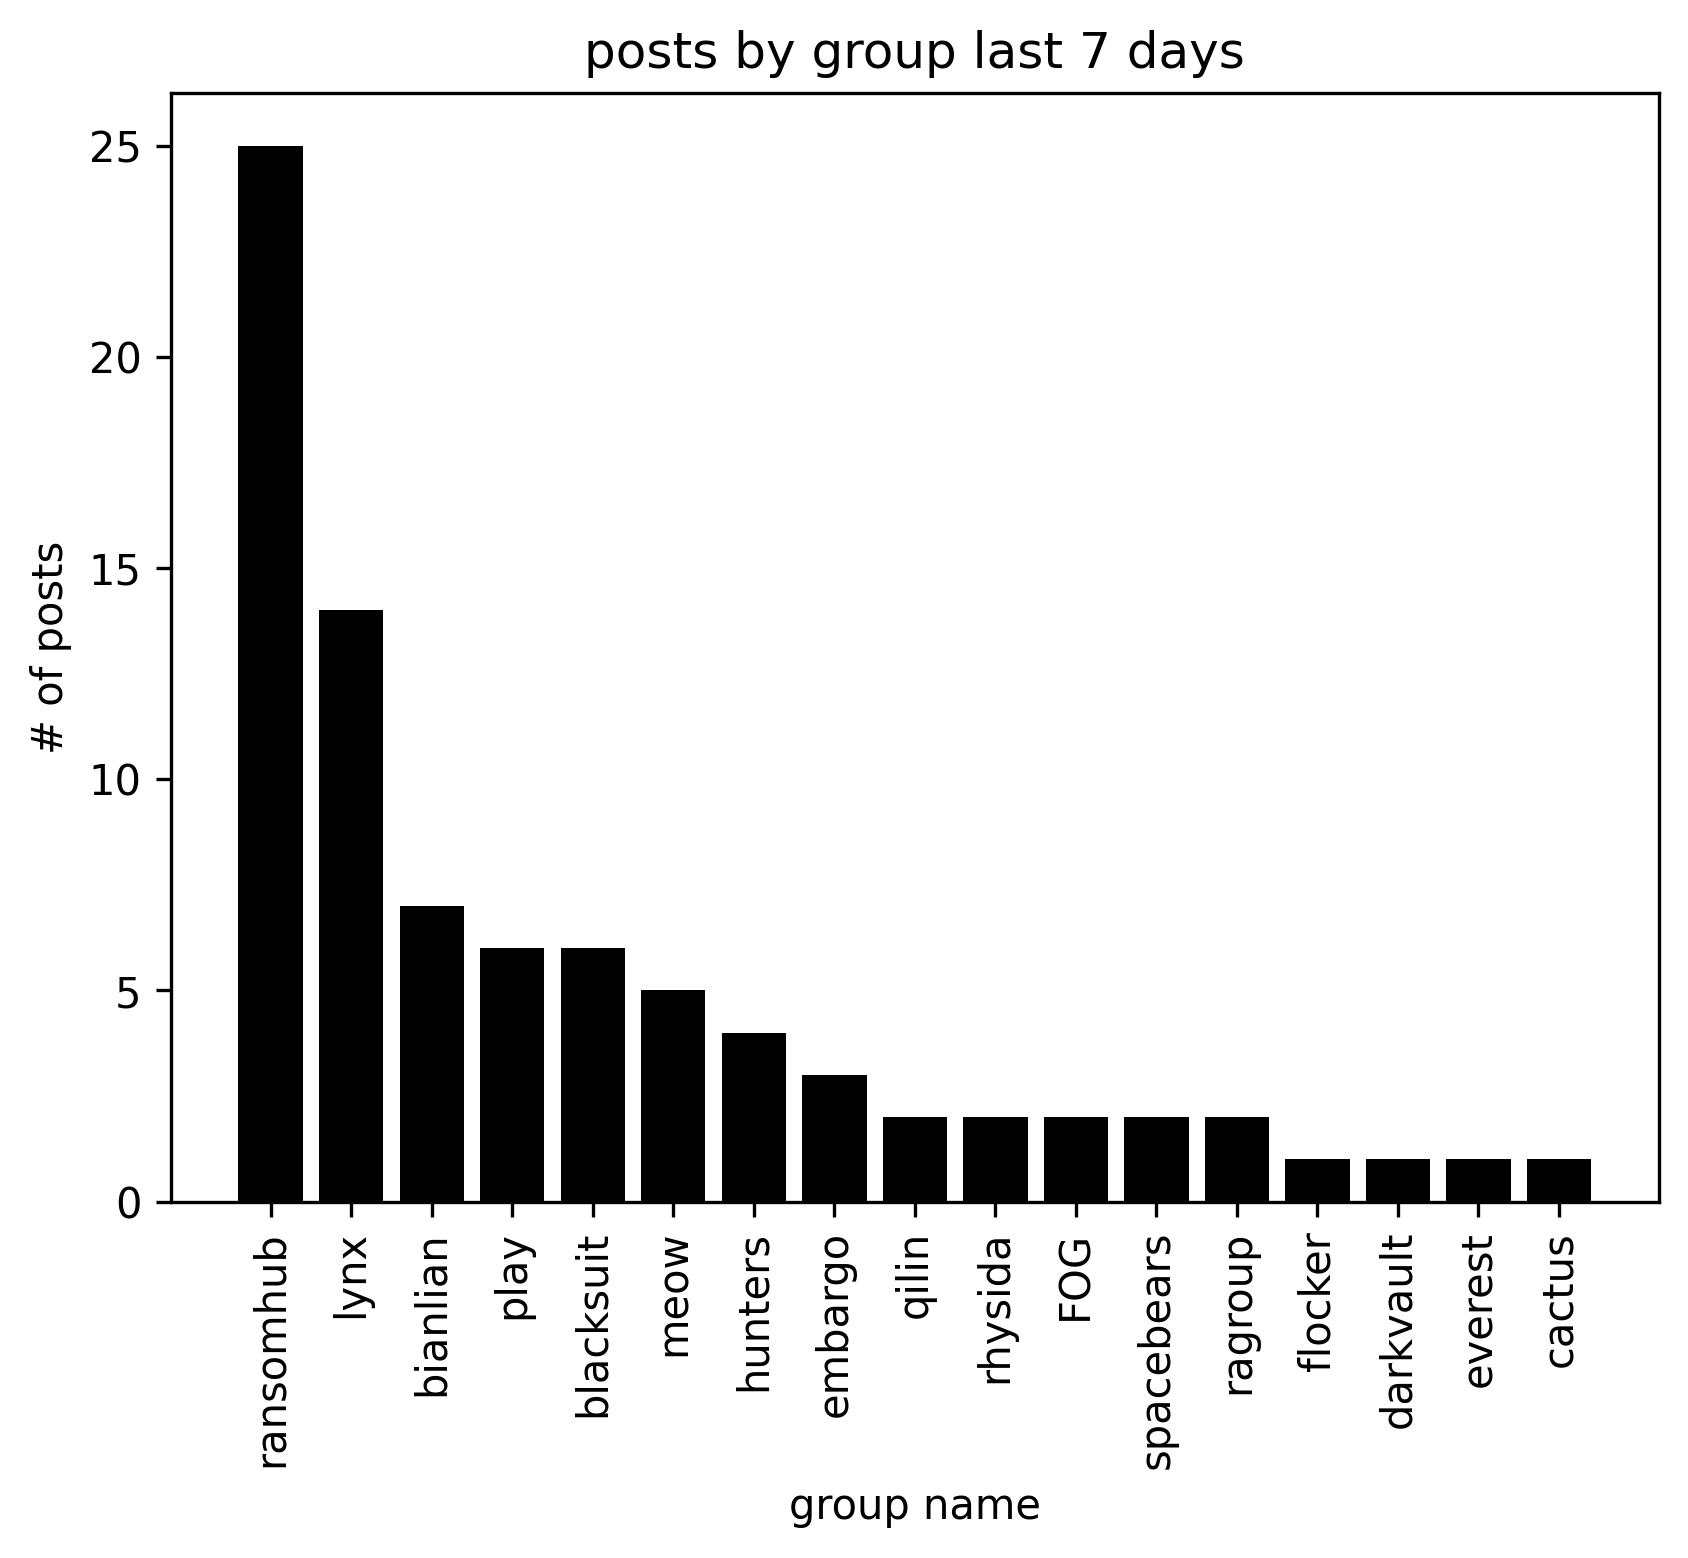 posts by group last 7 days
25
20
15
10
5
0
# of posts
ransomhub
lynx
bianlian
play
blacksuit
meow
hunters
embargo
qilin
rhysida
FOG
spacebears
ragroup
flocker
darkvault
everest
cactus
group name